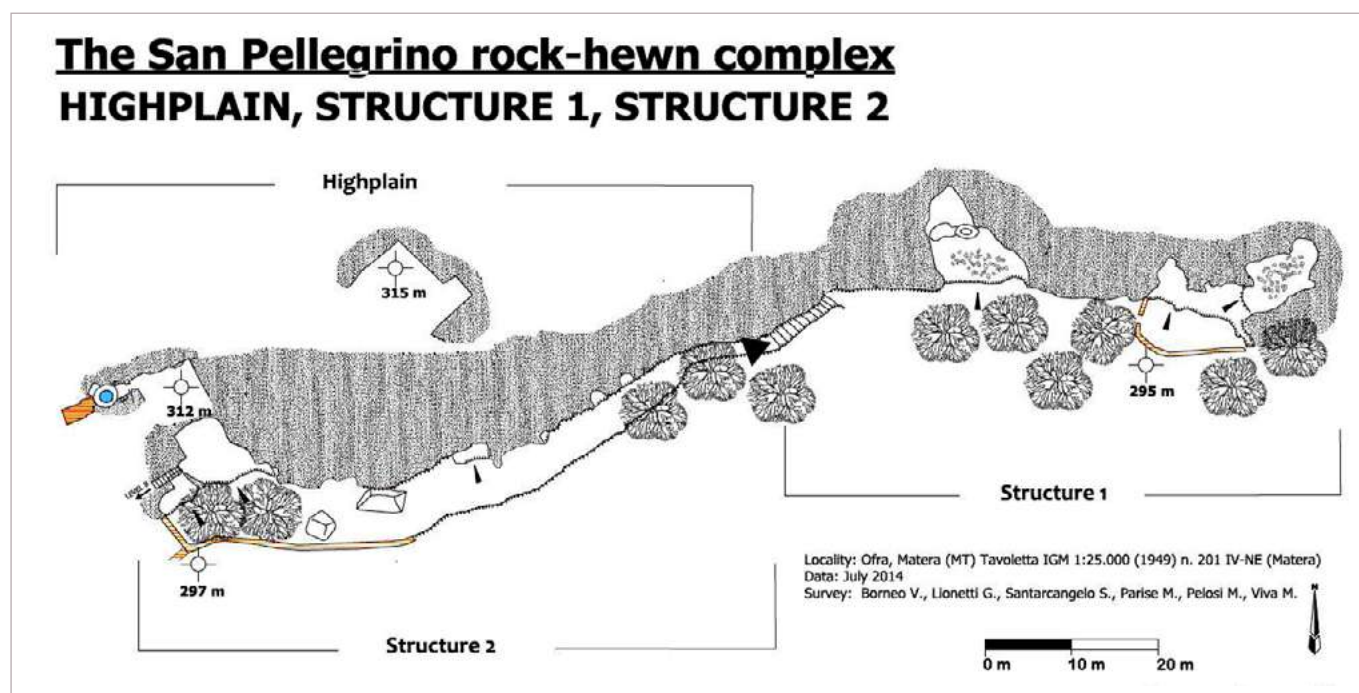 The San Pellegrino rock-hewn complex
HIGHPLAIN, STRUCTURE 1, STRUCTURE 2
Highplain
315 m
312 m
295 m
Structure 1
297 m
Structure 2
Locality: Ofra, Matera (MT) Tavoletta IGM 1:25.000 (1949) n. 201 IV-NE (Matera)
Data: July 2014
Survey: Borneo V., Lionetti G., Santarcangelo S., Parise M., Pelosi M., Viva M.
N
0 m 10 m 20 m